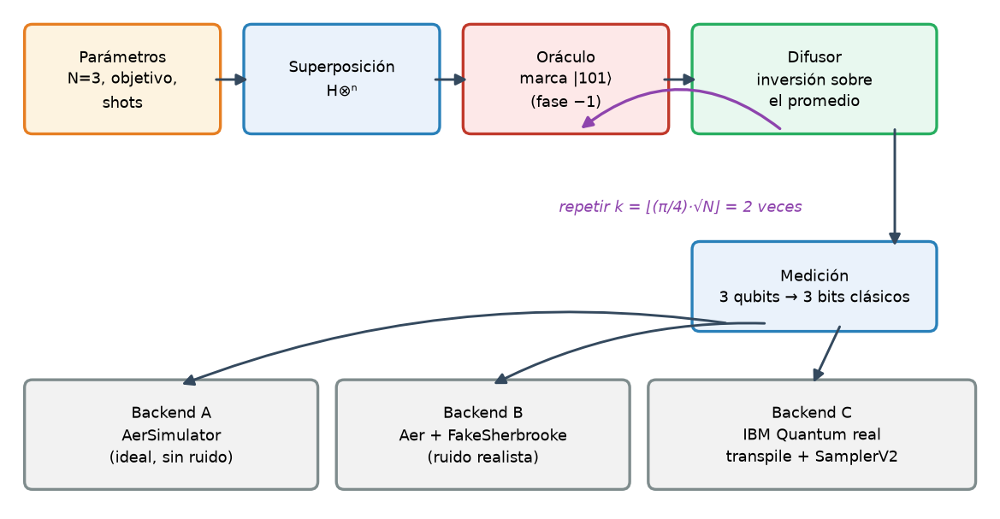 Parámetros
N=3, objetivo,
shots
Superposición
H⊗ⁿ
Oráculo
marca |101⟩
(fase −1)
Difusor
inversión sobre
el promedio
repetir k = ⌊(π/4)·√N⌋ = 2 veces
Medición
3 qubits → 3 bits clásicos
Backend A
AerSimulator
(ideal, sin ruido)
Backend B
Aer + FakeSherbrooke
(ruido realista)
Backend C
IBM Quantum real
transpile + SamplerV2